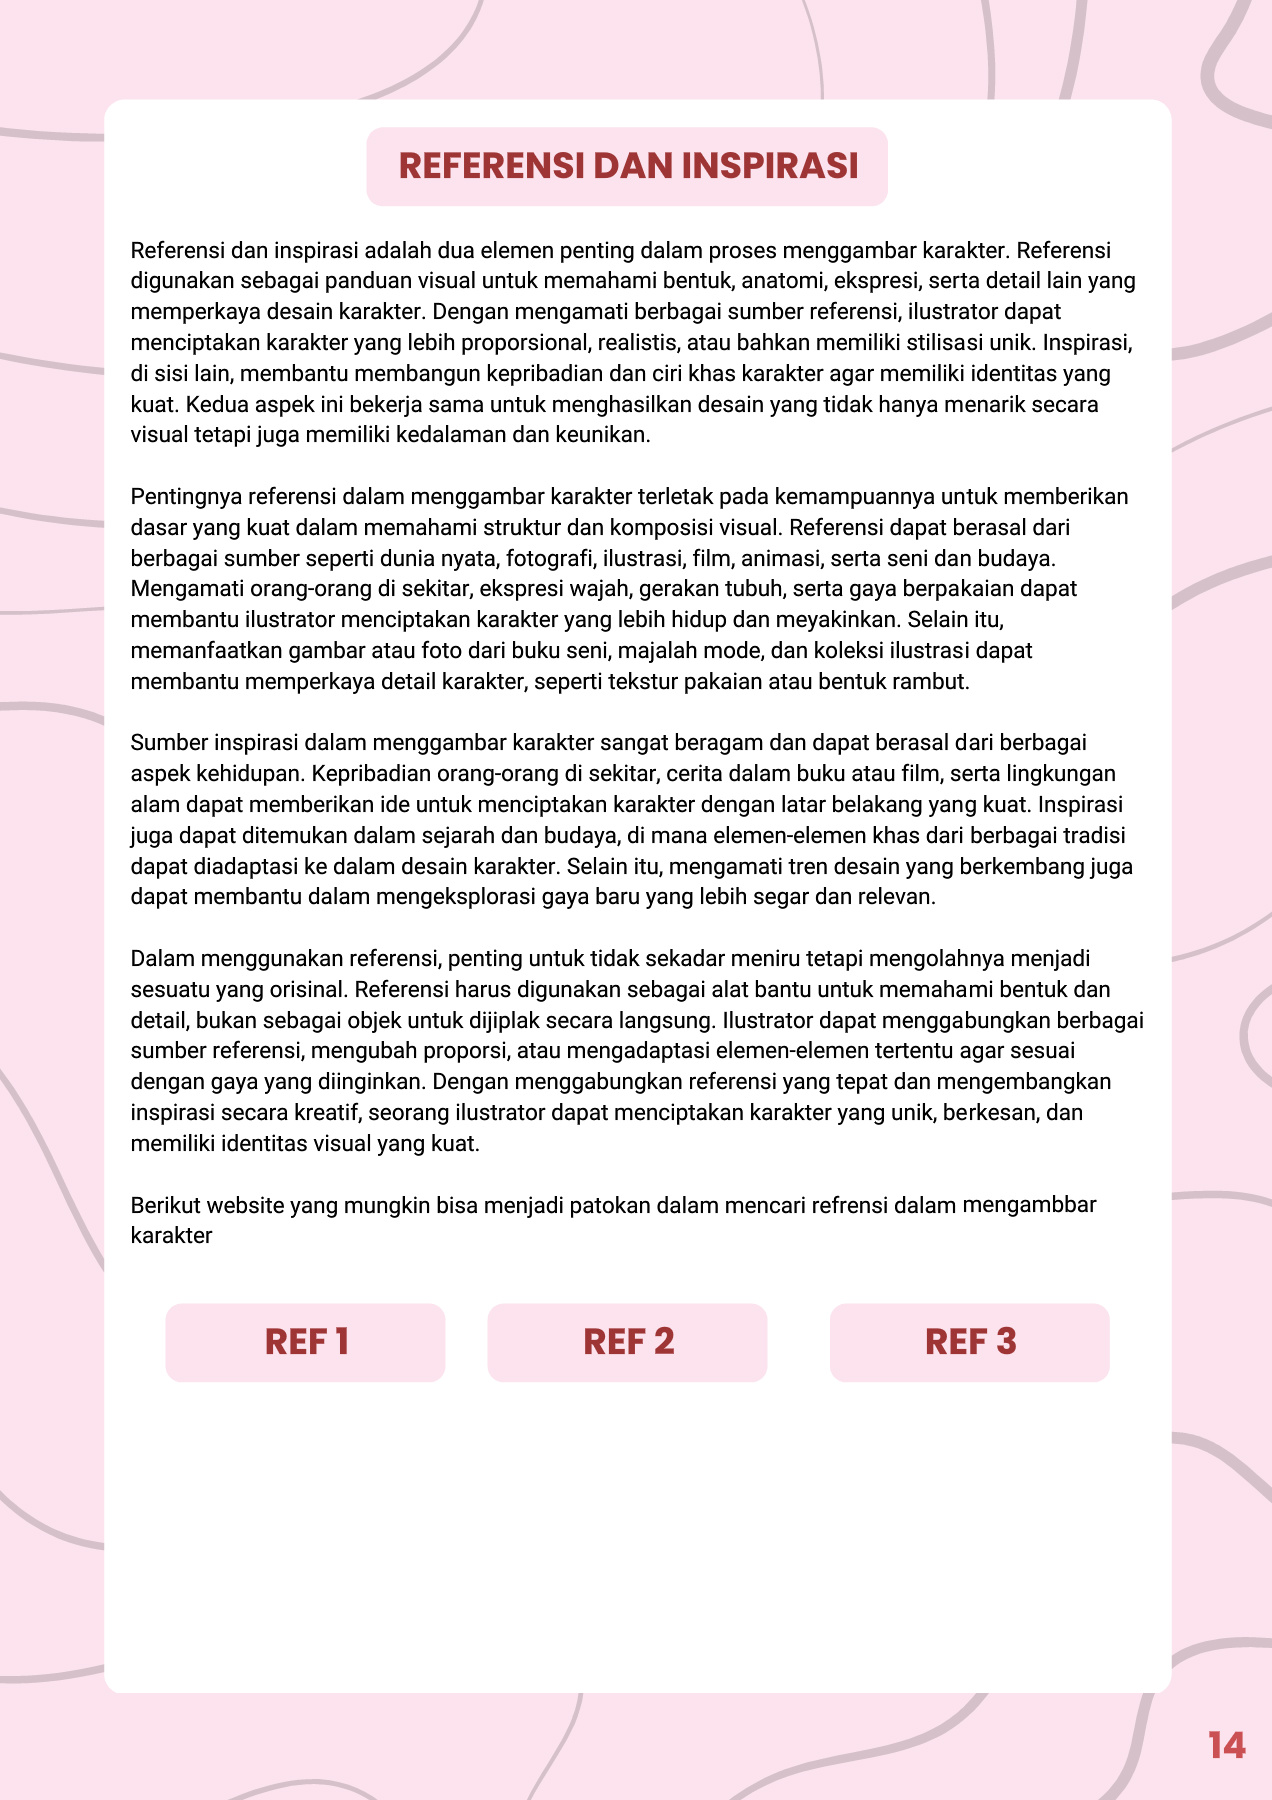 REFERENSI DAN INSPIRASI
Referensi dan inspirasi adalah dua elemen penting dalam proses menggambar karakter. Referensi
digunakan sebagai panduan visual untuk memahami bentuk, anatomi, ekspresi, serta detail lain yang
memperkaya desain karakter. Dengan mengamati berbagai sumber referensi, ilustrator dapat
menciptakan karakter yang lebih proporsional, realistis, atau bahkan memiliki stilisasi unik. Inspirasi,
di sisi lain, membantu membangun kepribadian dan ciri khas karakter agar memiliki identitas yang
kuat. Kedua aspek ini bekerja sama untuk menghasilkan desain yang tidak hanya menarik secara
visual tetapi juga memiliki kedalaman dan keunikan.
Pentingnya referensi dalam menggambar karakter terletak pada kemampuannya untuk memberikan
dasar yang kuat dalam memahami struktur dan komposisi visual. Referensi dapat berasal dari
berbagai sumber seperti dunia nyata, fotografi, ilustrasi, film, animasi, serta seni dan budaya.
Mengamati orang-orang di sekitar, ekspresi wajah, gerakan tubuh, serta gaya berpakaian dapat
membantu ilustrator menciptakan karakter yang lebih hidup dan meyakinkan. Selain itu,
memanfaatkan gambar atau foto dari buku seni, majalah mode, dan koleksi ilustrasi dapat
membantu memperkaya detail karakter, seperti tekstur pakaian atau bentuk rambut.
Sumber inspirasi dalam menggambar karakter sangat beragam dan dapat berasal dari berbagai
aspek kehidupan. Kepribadian orang-orang di sekitar, cerita dalam buku atau film, serta lingkungan
alam dapat memberikan ide untuk menciptakan karakter dengan latar belakang yang kuat. Inspirasi
juga dapat ditemukan dalam sejarah dan budaya, di mana elemen-elemen khas dari berbagai tradisi
dapat diadaptasi ke dalam desain karakter. Selain itu, mengamati tren desain yang berkembang juga
dapat membantu dalam mengeksplorasi gaya baru yang lebih segar dan relevan.
Dalam menggunakan referensi, penting untuk tidak sekadar meniru tetapi mengolahnya menjadi
sesuatu yang orisinal. Referensi harus digunakan sebagai alat bantu untuk memahami bentuk dan
detail, bukan sebagai objek untuk dijiplak secara langsung. Ilustrator dapat menggabungkan berbagai
sumber referensi, mengubah proporsi, atau mengadaptasi elemen-elemen tertentu agar sesuai
dengan gaya yang diinginkan. Dengan menggabungkan referensi yang tepat dan mengembangkan
inspirasi secara kreatif, seorang ilustrator dapat menciptakan karakter yang unik, berkesan, dan
memiliki identitas visual yang kuat.
Berikut website yang mungkin bisa menjadi patokan dalam mencari refrensi dalam mengambbar
karakter
REF 1
REF 2
REF 3
14